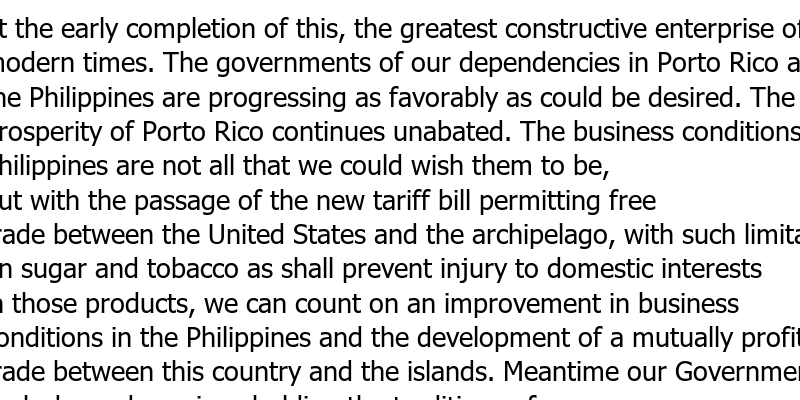 t the early completion of this, the greatest constructive enterprise of
modern times. The governments of our dependencies in Porto Rico a
he Philippines are progressing as favorably as could be desired. The
rosperity of Porto Rico continues unabated. The business conditions
hilippines are not all that we could wish them to be,
ut with the passage of the new tariff bill permitting free
rade between the United States and the archipelago, with such limita
n sugar and tobacco as shall prevent injury to domestic interests
n those products, we can count on an improvement in business
onditions in the Philippines and the development of a mutually profit
rade between this country and the islands. Meantime our Governmen